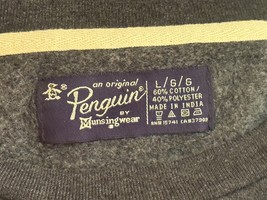 an original
Penguin®
BY
Munsingwear
®
L/G/G
60% COTTON/
40% POLYESTER
MADE IN INDIA